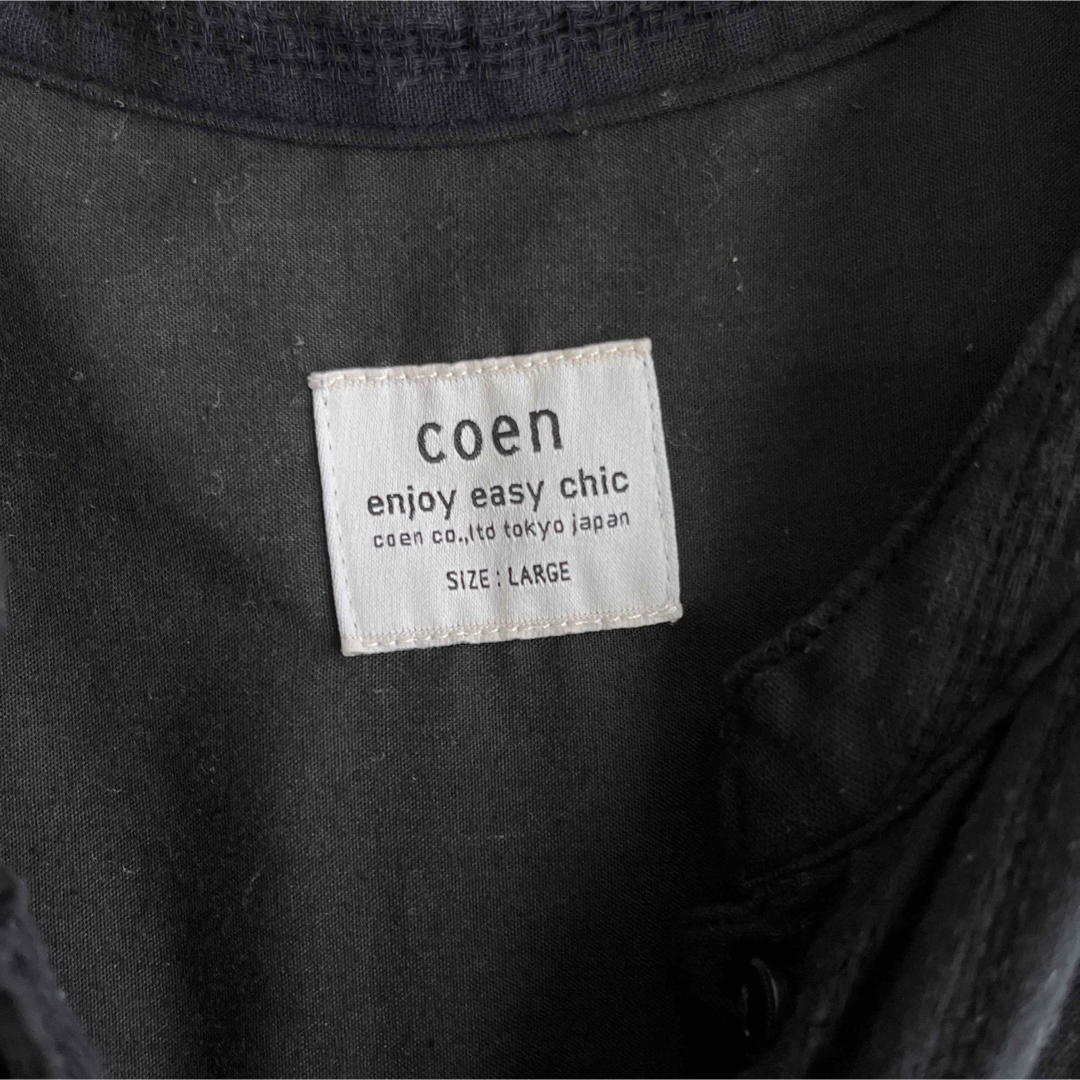 coen
enjoy easy chic
coen co.,ltd tokyo japan
SIZE : LARGE